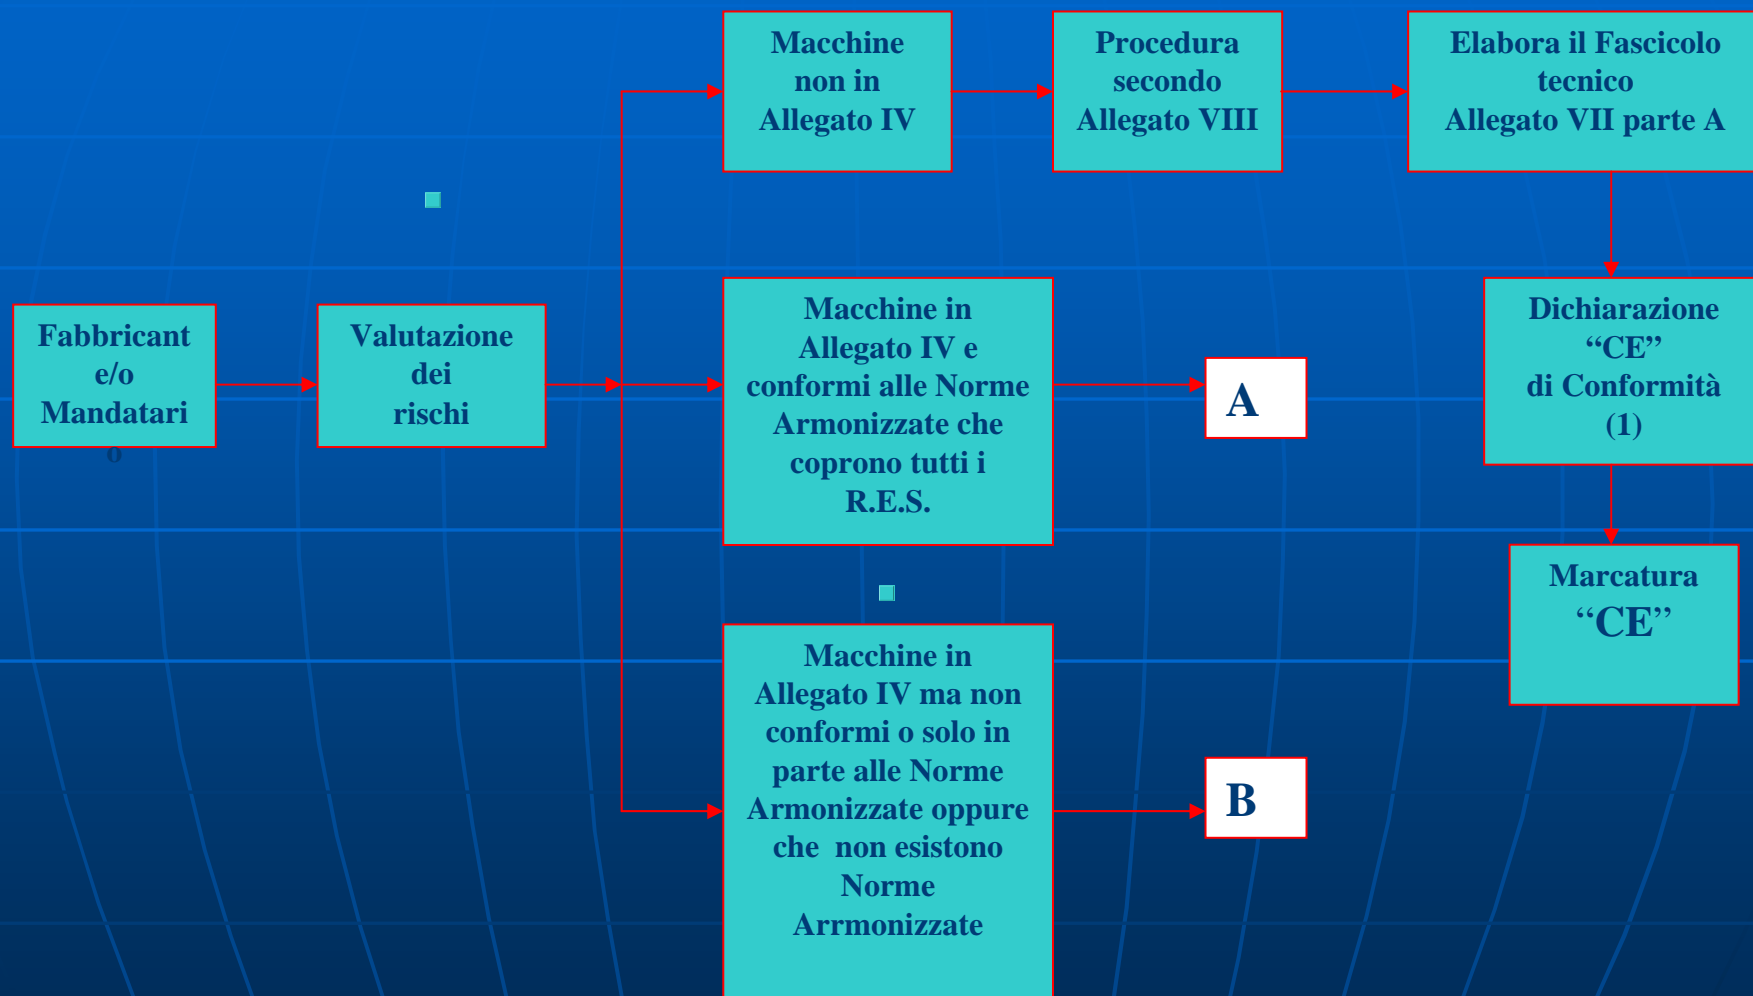 Fabbricant
e/o
Mandatari
o
Valutazione
dei
rischi
Macchine
non in
Allegato IV
Procedura
secondo
Allegato VIII
Elabora il Fascicolo
tecnico
Allegato VII parte A
Dichiarazione
“CE”
di Conformità
(1)
Marcatura
“CE”
Macchine in
Allegato IV e
conformi alle Norme
Armonizzate che
coprono tutti i
R.E.S.
A
Macchine in
Allegato IV ma non
conformi o solo in
parte alle Norme
Armonizzate oppure
che non esistono
Norme
Arrmonizzate
B